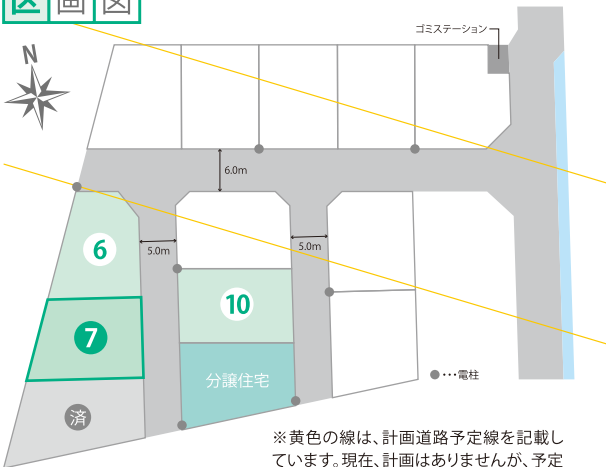 区画図
ゴミステーション
N
6.0m
5.0m
5.0m
6
10
7
分譲住宅
済
●･･･電柱
※黄色の線は、計画道路予定線を記載し
ています。現在、計画はありませんが、予定